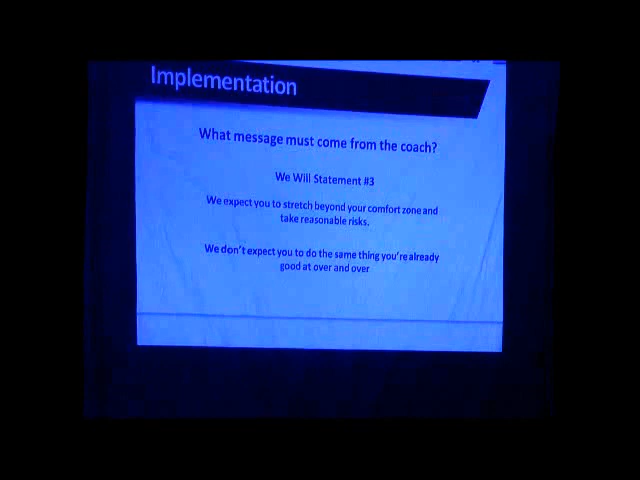 Implementation
What message must come from the coach?
We Will Statement #3
We expect you to stretch beyond your comfort zone and
take reasonable risks.
We don't expect you to do the same thing you're already
good at over and over